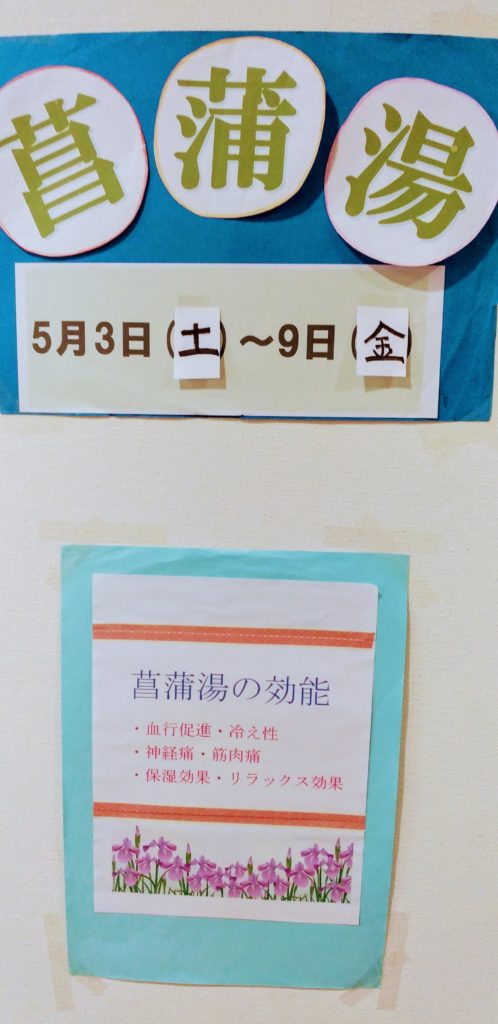 菖蒲湯
5月3日(土)～9日(金)
菖蒲湯の効能
・血行促進・冷え性
・神経痛・筋肉痛
・保湿効果・リラックス効果